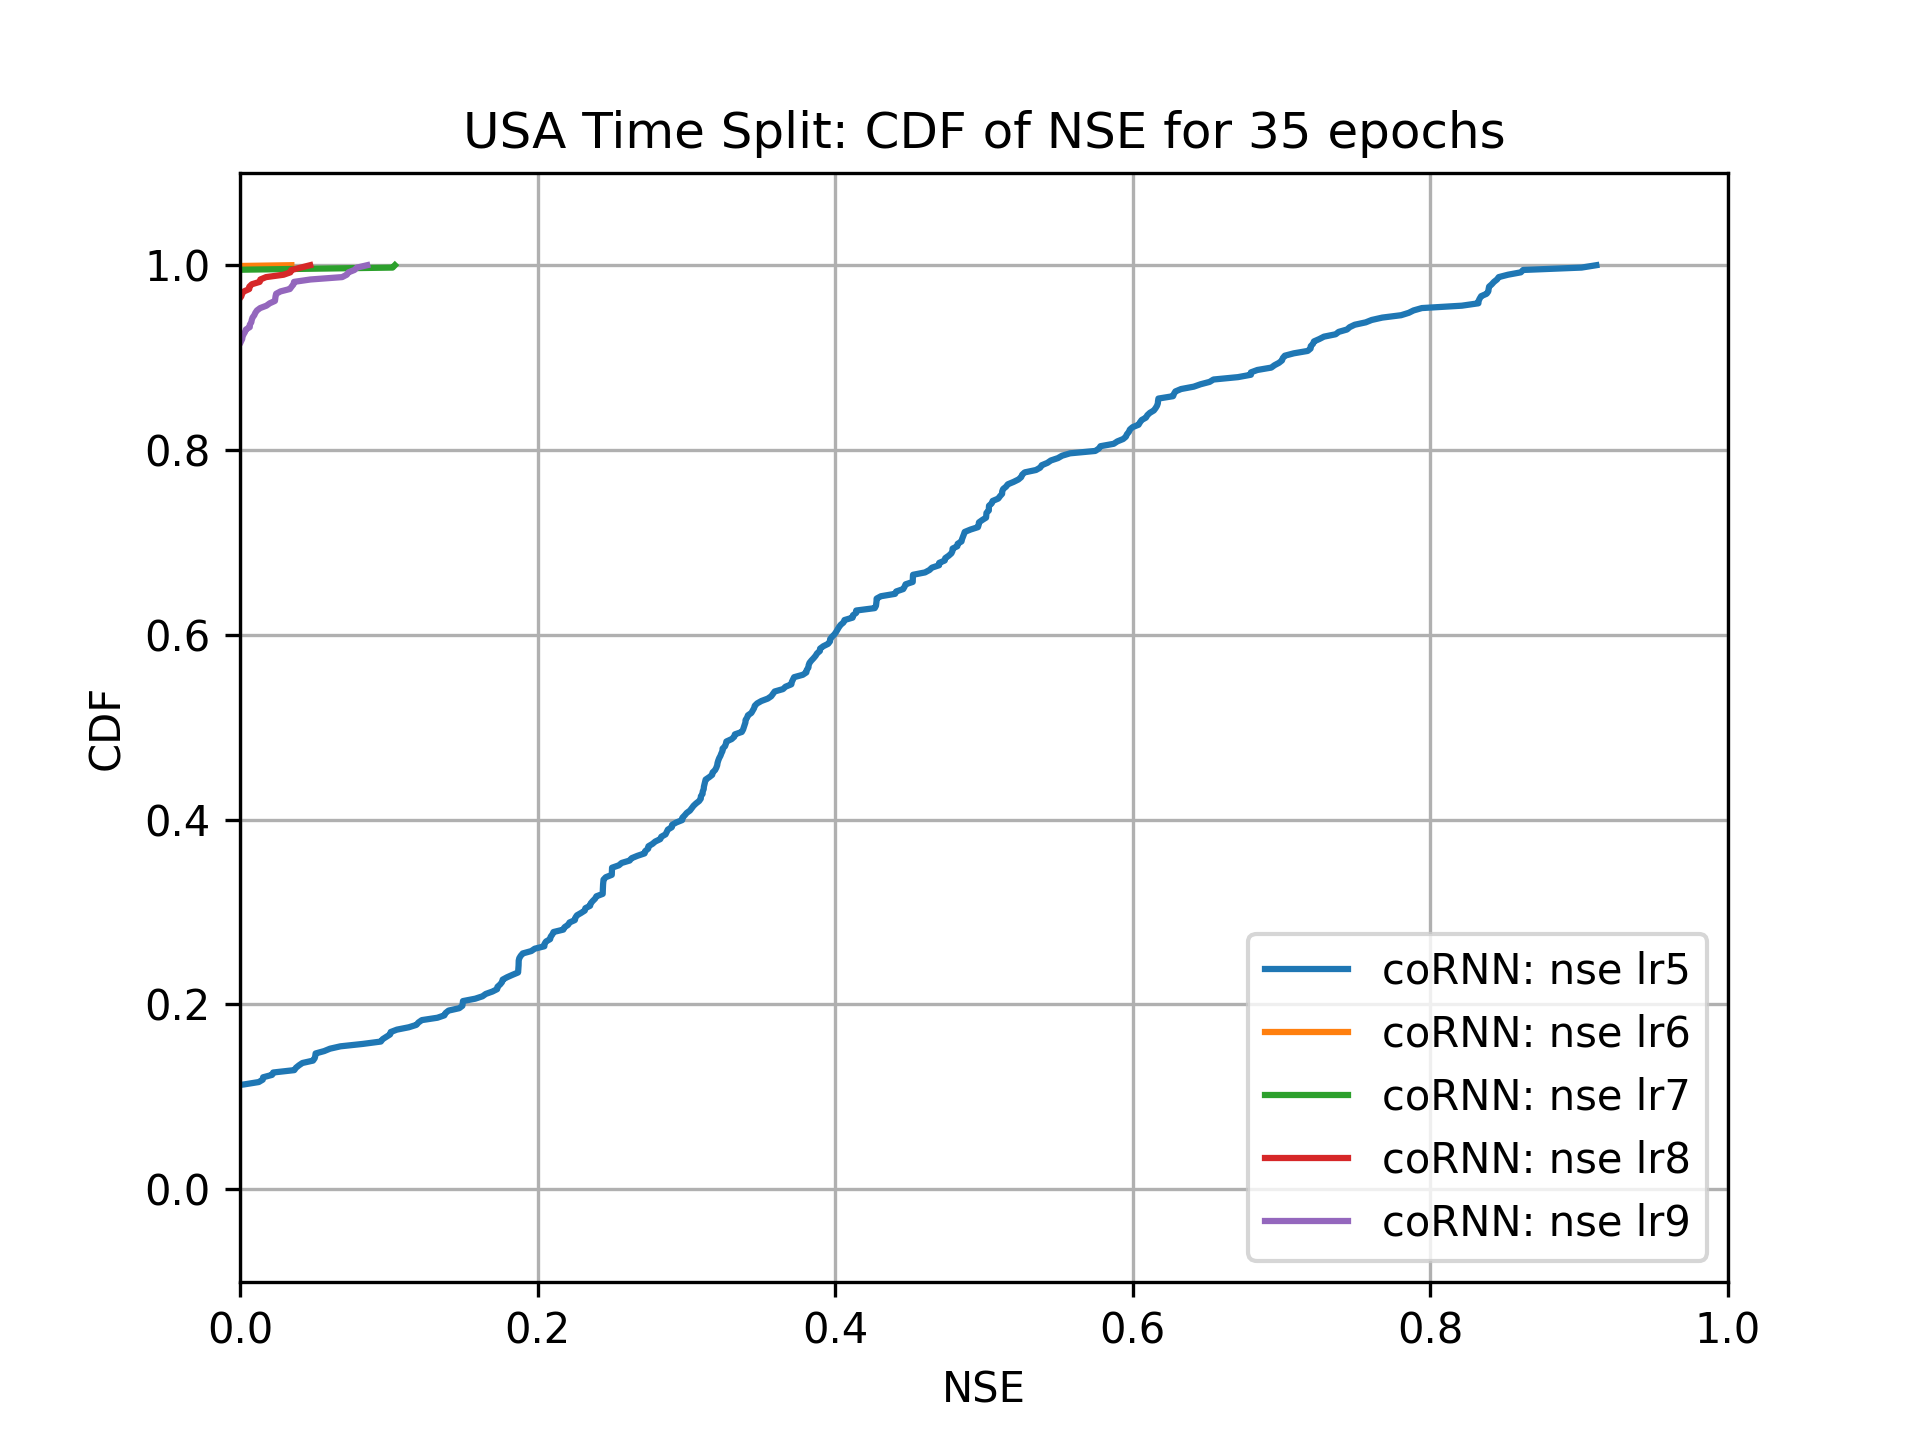 USA Time Split: CDF of NSE for 35 epochs
1.0
0.8
0.6
0.4
0.2
0.0
CDF
0.0 0.2 0.4 0.6 0.8 1.0
NSE
coRNN: nse lr5
coRNN: nse lr6
coRNN: nse lr7
coRNN: nse lr8
coRNN: nse lr9